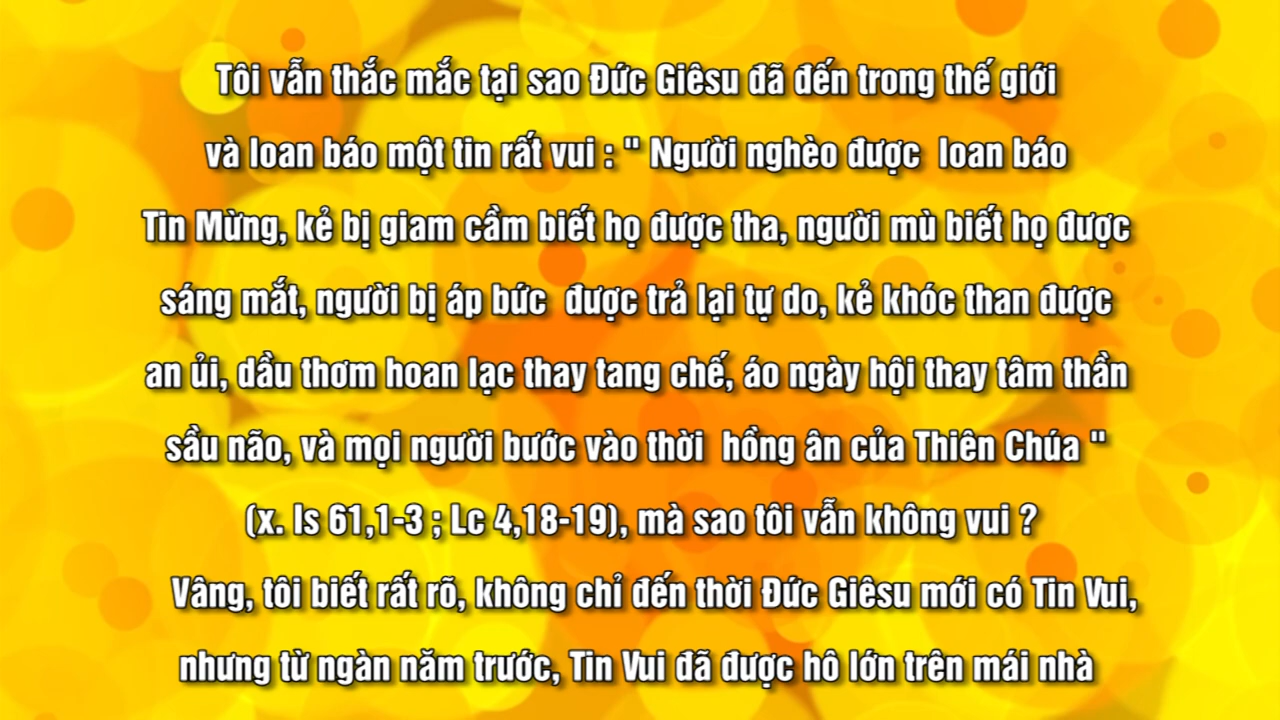 Tôi vẫn thắc mắc tại sao Đức Giêsu đã đến trong thế giới
và loan báo một tin rất vui : " Người nghèo được loan báo
Tin Mừng, kẻ bị giam cầm biết họ được tha, người mù biết họ được
sáng mắt, người bị áp bức được trả lại tự do, kẻ khóc than được
an ủi, dầu thơm hoan lạc thay tang chế, áo ngày hội thay tâm thần
sầu não, và mọi người bước vào thời hồng ân của Thiên Chúa "
(x. Is 61,1-3 ; Lc 4,18-19), mà sao tôi vẫn không vui ?
Vâng, tôi biết rất rõ, không chỉ đến thời Đức Giêsu mới có Tin Vui,
nhưng từ ngàn năm trước, Tin Vui đã được hô lớn trên mái nhà